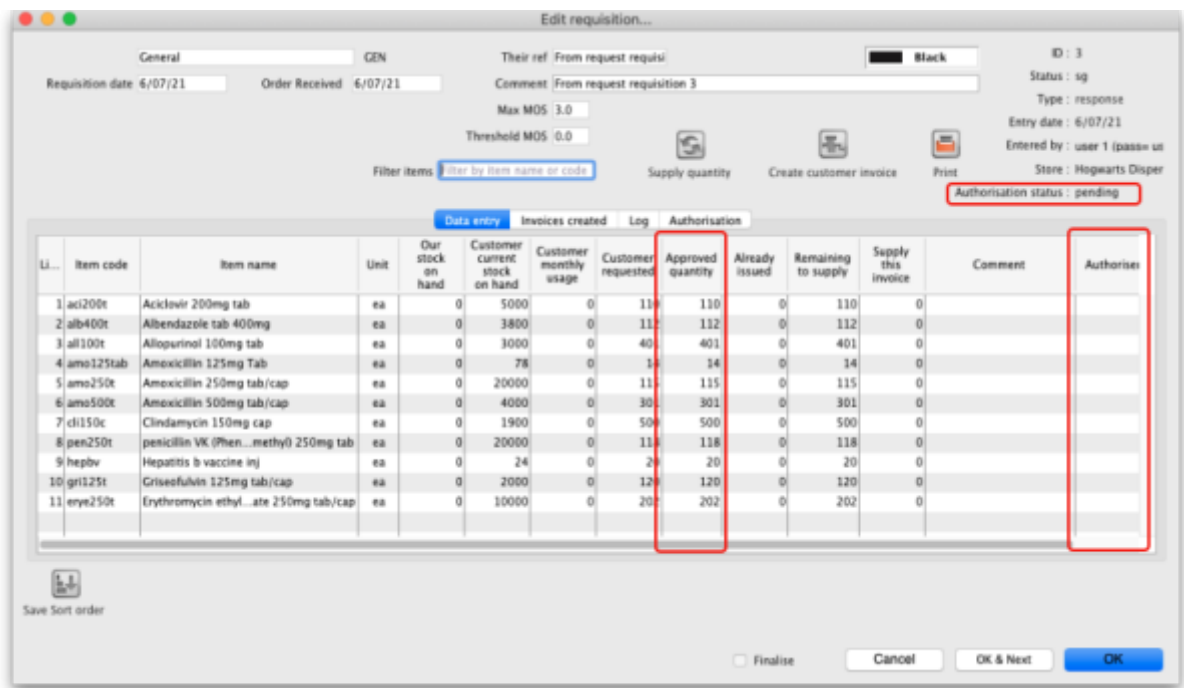 Edit requisition...
General GEN Their ref From request requisi Black ID : 3
Requisition date 6/07/21 Order Received 6/07/21 Comment From request requisition 3 Status : sg
Max MOS 3.0 Type : response
Threshold MOS 0.0 Entry date : 6/07/21
Entered by : user 1 (pass= us
Filter items Filter by item name or code Supply quantity Create customer invoice Print Store : Hogwarts Disper
Authorisation status : pending
Data entry Invoices created Log Authorisation
Li... Item code Item name Unit Our stock on hand Customer current stock on hand Customer monthly usage Customer requested Approved quantity Already issued Remaining to supply Supply this invoice Comment Authoriser
1 aci200t Aciclovir 200mg tab ea 0 5000 0 110 110 0 110 0
2 alb400t Albendazole tab 400mg ea 0 3800 0 112 112 0 112 0
3 all100t Allopurinol 100mg tab ea 0 3000 0 401 401 0 401 0
4 amo125tab Amoxicillin 125mg Tab ea 0 78 0 14 14 0 14 0
5 amo250t Amoxicillin 250mg tab/cap ea 0 20000 0 115 115 0 115 0
6 amo500t Amoxicillin 500mg tab/cap ea 0 4000 0 301 301 0 301 0
7 cli150c Clindamycin 150mg cap ea 0 1900 0 500 500 0 500 0
8 pen250t penicillin VK (Phen...methyl) 250mg tab ea 0 20000 0 118 118 0 118 0
9 hepbv Hepatitis b vaccine inj ea 0 24 0 20 20 0 20 0
10 gri125t Griseofulvin 125mg tab/cap ea 0 2000 0 120 120 0 120 0
11 erye250t Erythromycin ethyl...ate 250mg tab/cap ea 0 10000 0 202 202 0 202 0
Save Sort order
Finalise Cancel OK & Next OK